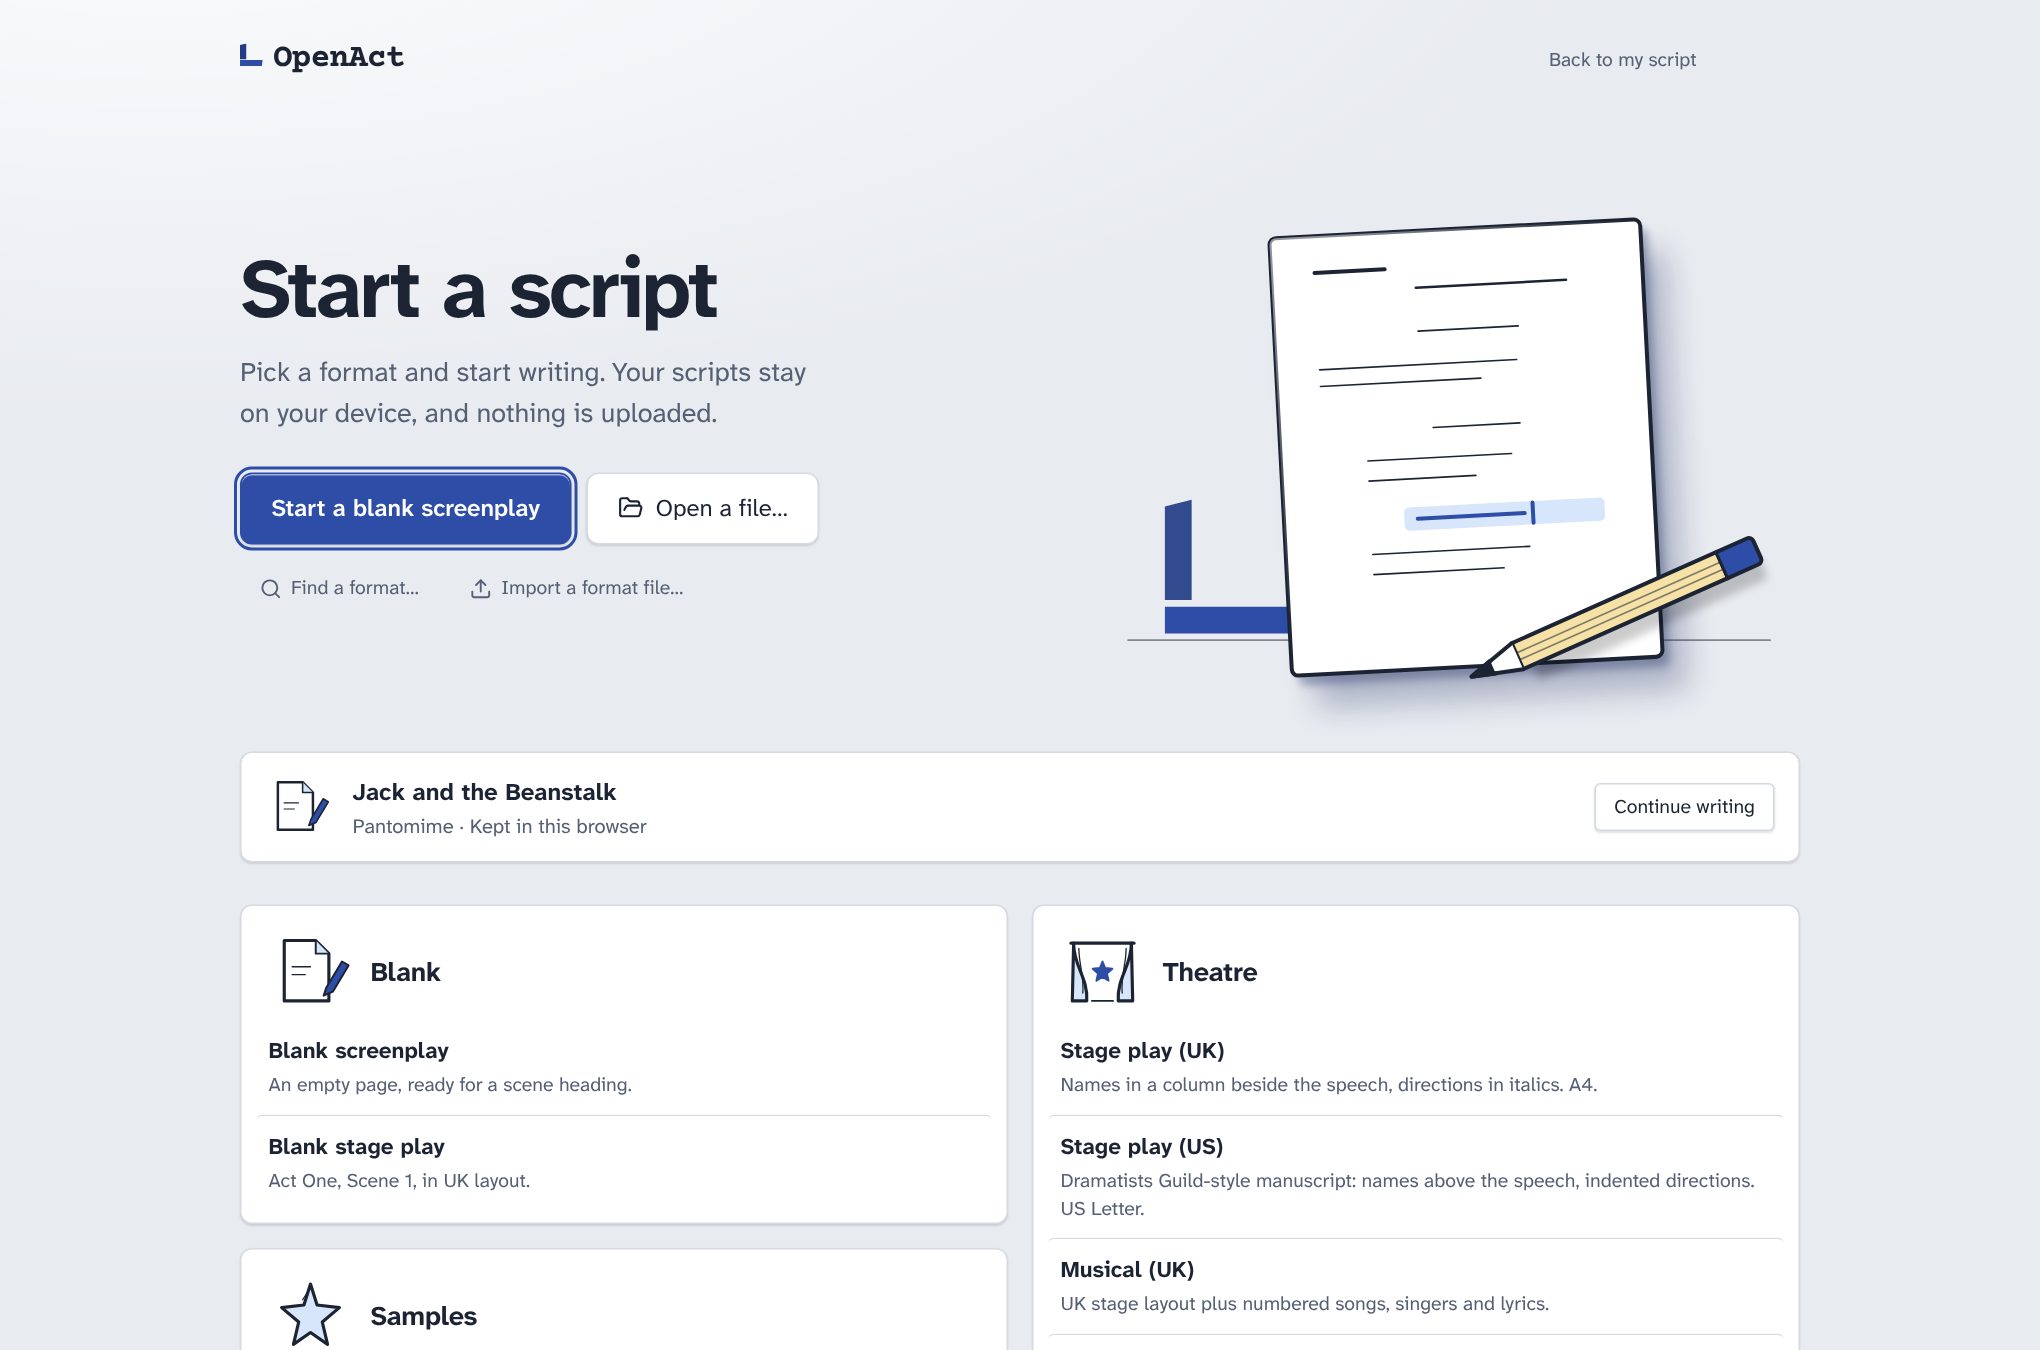 OpenAct
Back to my script
Start a script
Pick a format and start writing. Your scripts stay
on your device, and nothing is uploaded.
Start a blank screenplay
Open a file...
Find a format...
Import a format file...
Jack and the Beanstalk
Pantomime · Kept in this browser
Continue writing
Blank
Blank screenplay
An empty page, ready for a scene heading.
Blank stage play
Act One, Scene 1, in UK layout.
Samples
Theatre
Stage play (UK)
Names in a column beside the speech, directions in italics. A4.
Stage play (US)
Dramatists Guild-style manuscript: names above the speech, indented directions.
US Letter.
Musical (UK)
UK stage layout plus numbered songs, singers and lyrics.